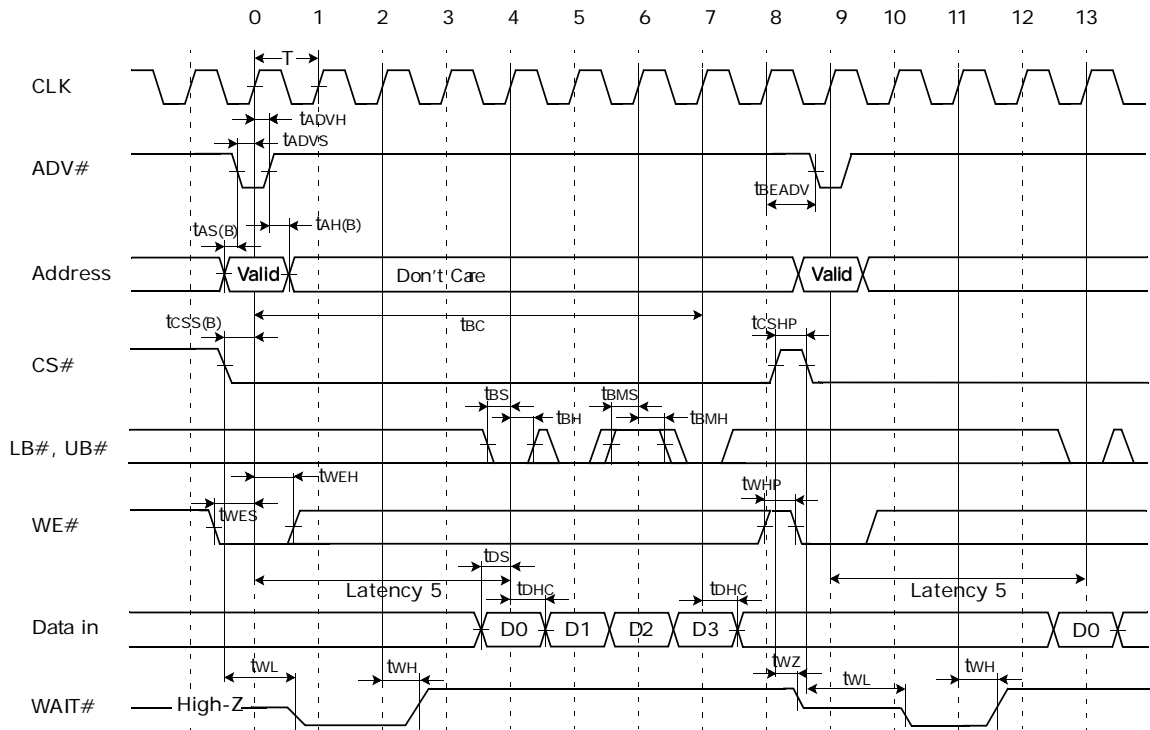 0 1 2 3 4 5 6 7 8 9 10 11 12 13
T
CLK
tADVH
tADVS
ADV#
tBEADV
tAS(B) tAH(B)
Address Valid Don't Care Valid
tCSS(B) tBC tCSHP
CS#
tBS tBMS
tBH tBMH
LB#, UB#
tWEH tWHP
tWES
WE#
tDS
Latency 5 tDHC tDHC Latency 5
Data in D0 D1 D2 D3 D0
tWL tWH tWZ tWL tWH
WAIT# High-Z